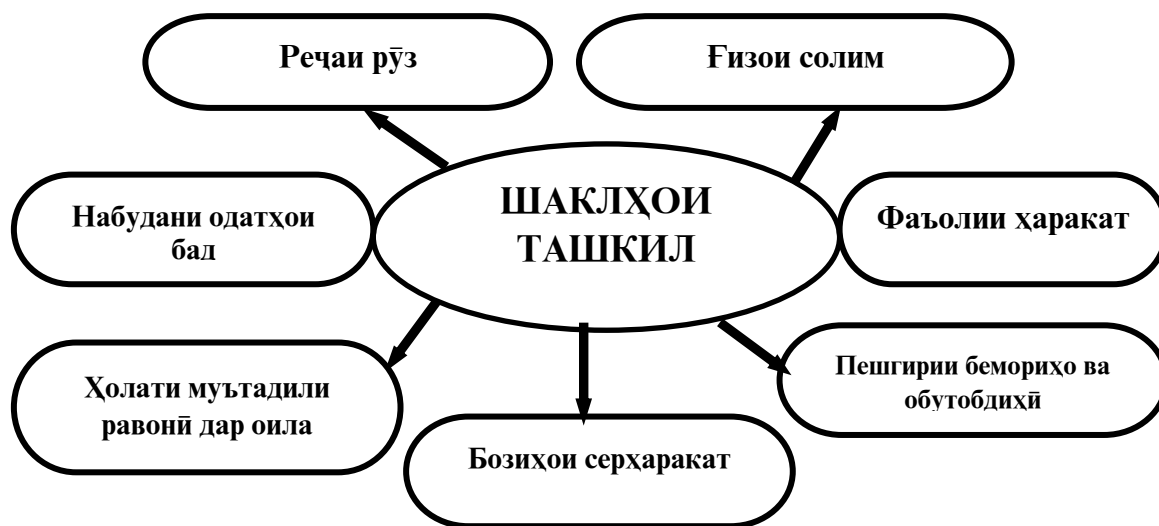 Реҷаи рӯз
Ғизои солим
ШАКЛҲОИ
ТАШКИЛ
Набудани одатҳои
бад
Фаъолии ҳаракат
Ҳолати муътадили
равонӣ дар оила
Пешгирии бемориҳо ва
обутобдиҳӣ
Бозиҳои серҳаракат